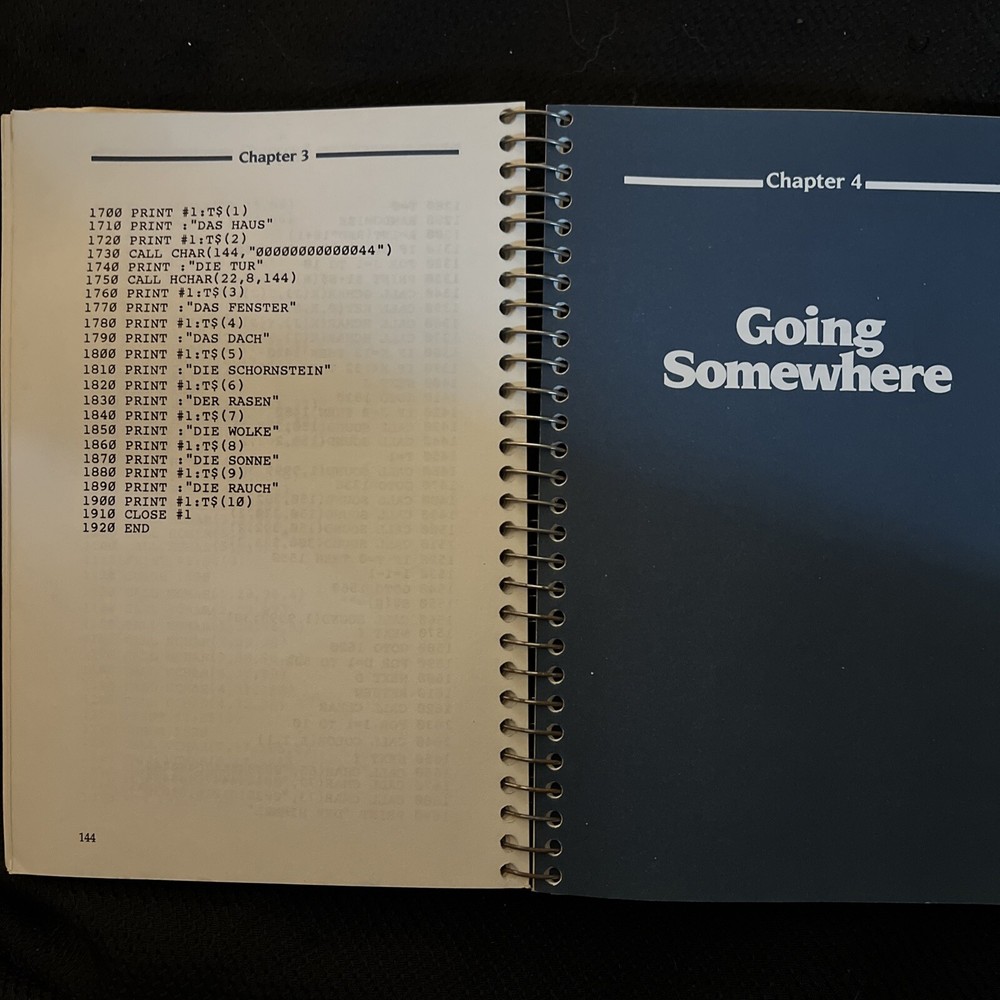 Chapter 3
1700 PRINT #1:T$(1)
1710 PRINT :"DAS HAUS"
1720 PRINT #1:T$(2)
1730 CALL CHAR(144,"0000000000000044")
1740 PRINT :"DIE TUR"
1750 CALL HCHAR(22,8,144)
1760 PRINT #1:T$(3)
1770 PRINT :"DAS FENSTER"
1780 PRINT #1:T$(4)
1790 PRINT :"DAS DACH"
1800 PRINT #1:T$(5)
1810 PRINT :"DIE SCHORNSTEIN"
1820 PRINT #1:T$(6)
1830 PRINT :"DER RASEN"
1840 PRINT #1:T$(7)
1850 PRINT :"DIE WOLKE"
1860 PRINT #1:T$(8)
1870 PRINT :"DIE SONNE"
1880 PRINT #1:T$(9)
1890 PRINT :"DIE RAUCH"
1900 PRINT #1:T$(10)
1910 CLOSE #1
1920 END
144
Chapter 4
Going
Somewhere